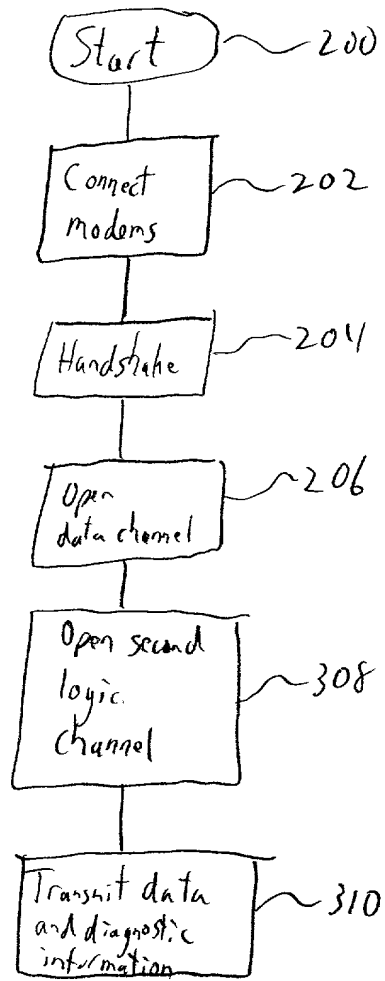 Start 200
Connect 202
modems
Handshake 204
Open 206
data channel
Open second
logic 308
channel
Transmit data
and diagnostic 310
information